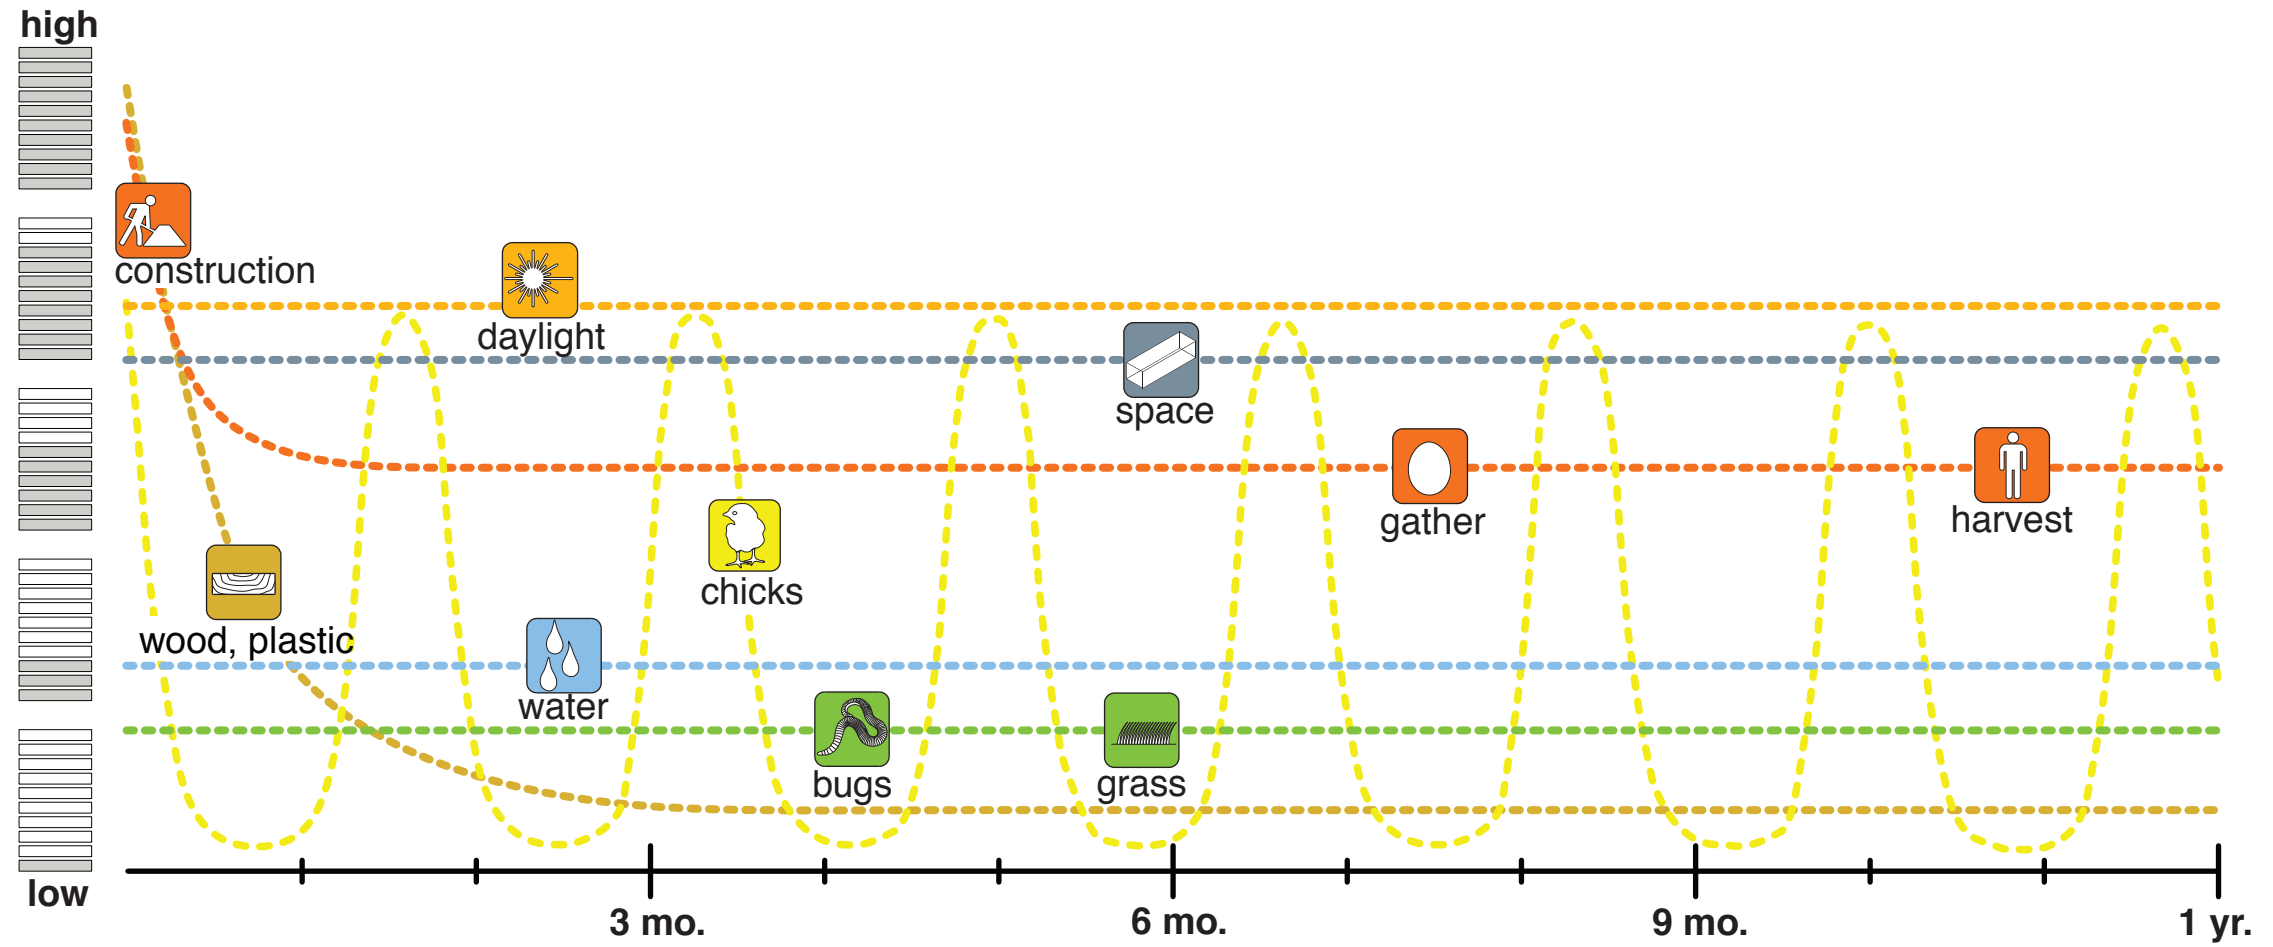 high
construction
daylight
space
gather
harvest
chicks
wood, plastic
water
bugs
grass
low
3 mo.
6 mo.
9 mo.
1 yr.